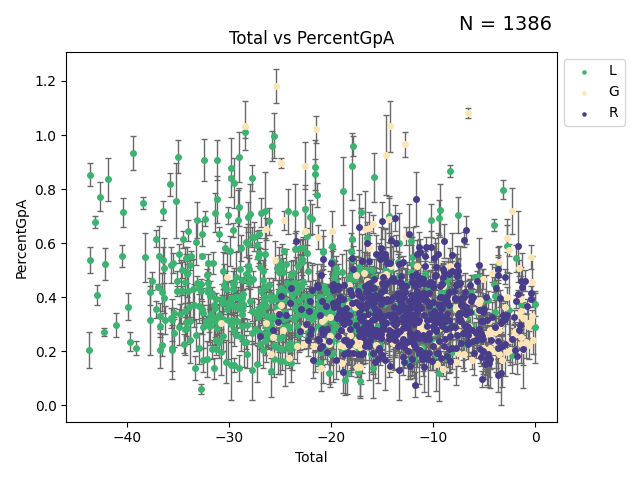 N = 1386
Total vs PercentGpA
L
G
R
PercentGpA
1.2
1.0
0.8
0.6
0.4
0.2
0.0
−40
−30
−20
−10
0
Total